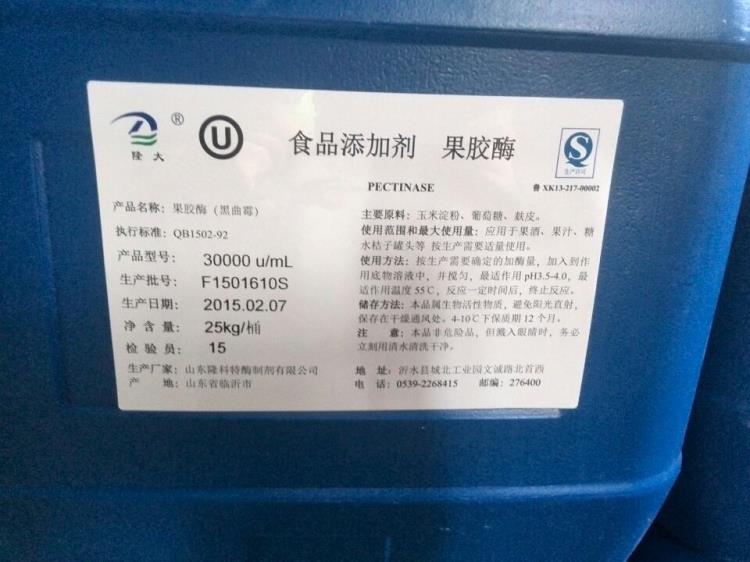 隆大
®
U
食品添加剂 果胶酶
PECTINASE
QS
生产许可
鲁 XK13-217-00002
产品名称：果胶酶（黑曲霉）
执行标准：QB1502-92
产品型号：30000 u/mL
生产批号：F1501610S
生产日期：2015.02.07
净 含 量：25kg/桶
检 验 员：15
生产厂家：山东隆科特酶制剂有限公司
产 地：山东省临沂市
主要原料：玉米淀粉、葡萄糖、麸皮。
使用范围和最大使用量：应用于果酒、果汁、糖
水桔子罐头等 按生产需要适量使用。
使用方法：按生产需要确定的加酶量，加入到作
用底物溶液中，并搅匀，最适作用 pH3.5-4.0，最
适作用温度 55℃，反应一定时间后，终止反应。
储存方法：本品属生物活性物质，避免阳光直射，
保存在干燥通风处。4-10℃下保质期 12 个月。
注 意：本品非危险品，但溅入眼睛时，务必
立刻用清水清洗干净。
地 址：沂水县城北工业园文诚路北首西
电 话：0539-2268415 邮编：276400